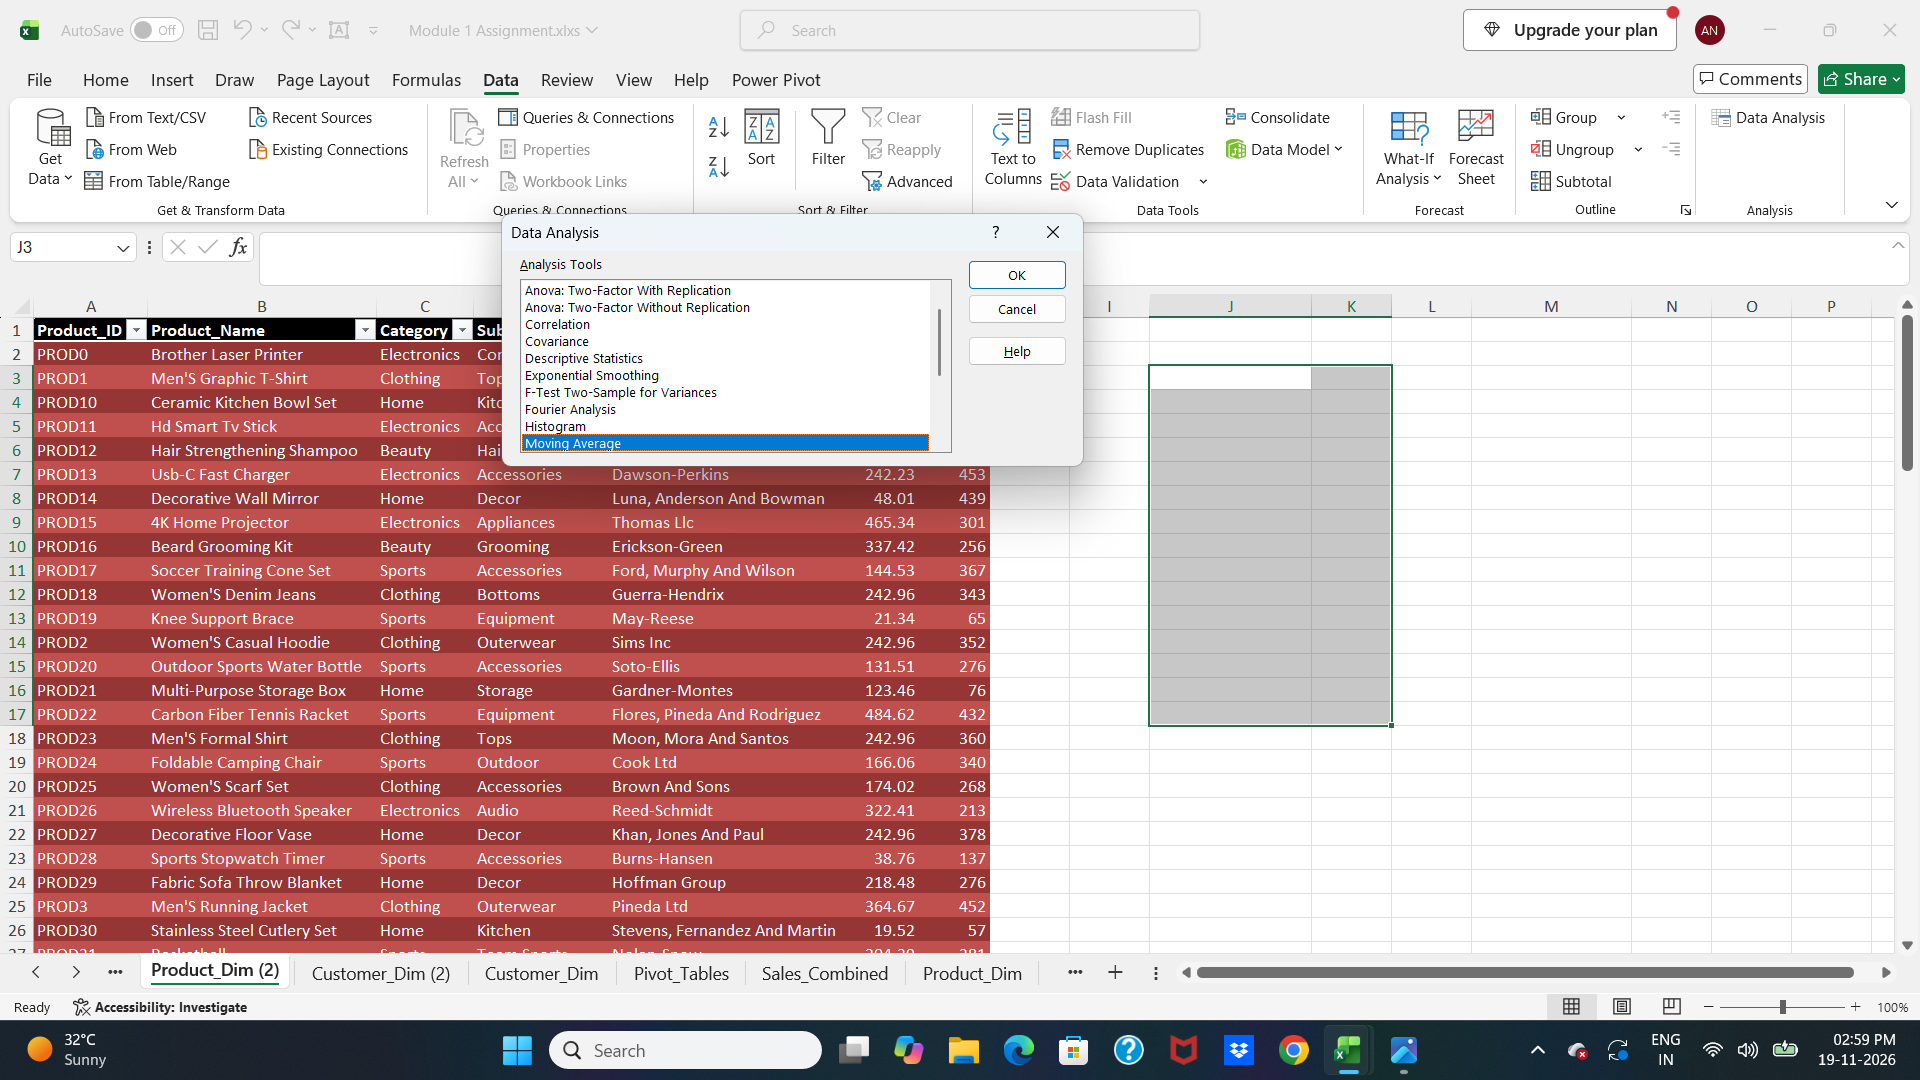 AutoSave Off Module 1 Assignment.xlxs Search Upgrade your plan AN
File Home Insert Draw Page Layout Formulas Data Review View Help Power Pivot Comments Share
Get Data From Text/CSV From Web From Table/Range Recent Sources Existing Connections
Get & Transform Data
Refresh All Queries & Connections Properties Workbook Links
Queries & Connections
A Z Z A Sort Filter Clear Reapply Advanced
Sort & Filter
Text to Columns Flash Fill Remove Duplicates Data Validation Consolidate Data Model
Data Tools
What-If Analysis Forecast Sheet
Forecast
Group Ungroup Subtotal
Outline
Data Analysis
Analysis
J3 fx
Data Analysis ?
Analysis Tools
Anova: Two-Factor With Replication
Anova: Two-Factor Without Replication
Correlation
Covariance
Descriptive Statistics
Exponential Smoothing
F-Test Two-Sample for Variances
Fourier Analysis
Histogram
Moving Average
OK
Cancel
Help
A B C I J K L M N O P
1 Product_ID Product_Name Category Sub
2 PROD0 Brother Laser Printer Electronics Con
3 PROD1 Men'S Graphic T-Shirt Clothing Top
4 PROD10 Ceramic Kitchen Bowl Set Home Kitc
5 PROD11 Hd Smart Tv Stick Electronics Acc
6 PROD12 Hair Strengthening Shampoo Beauty Hai
7 PROD13 Usb-C Fast Charger Electronics Accessories Dawson-Perkins 242.23 453
8 PROD14 Decorative Wall Mirror Home Decor Luna, Anderson And Bowman 48.01 439
9 PROD15 4K Home Projector Electronics Appliances Thomas Llc 465.34 301
10 PROD16 Beard Grooming Kit Beauty Grooming Erickson-Green 337.42 256
11 PROD17 Soccer Training Cone Set Sports Accessories Ford, Murphy And Wilson 144.53 367
12 PROD18 Women'S Denim Jeans Clothing Bottoms Guerra-Hendrix 242.96 343
13 PROD19 Knee Support Brace Sports Equipment May-Reese 21.34 65
14 PROD2 Women'S Casual Hoodie Clothing Outerwear Sims Inc 242.96 352
15 PROD20 Outdoor Sports Water Bottle Sports Accessories Soto-Ellis 131.51 276
16 PROD21 Multi-Purpose Storage Box Home Storage Gardner-Montes 123.46 76
17 PROD22 Carbon Fiber Tennis Racket Sports Equipment Flores, Pineda And Rodriguez 484.62 432
18 PROD23 Men'S Formal Shirt Clothing Tops Moon, Mora And Santos 242.96 360
19 PROD24 Foldable Camping Chair Sports Outdoor Cook Ltd 166.06 340
20 PROD25 Women'S Scarf Set Clothing Accessories Brown And Sons 174.02 268
21 PROD26 Wireless Bluetooth Speaker Electronics Audio Reed-Schmidt 322.41 213
22 PROD27 Decorative Floor Vase Home Decor Khan, Jones And Paul 242.96 378
23 PROD28 Sports Stopwatch Timer Sports Accessories Burns-Hansen 38.76 137
24 PROD29 Fabric Sofa Throw Blanket Home Decor Hoffman Group 218.48 276
25 PROD3 Men'S Running Jacket Clothing Outerwear Pineda Ltd 364.67 452
26 PROD30 Stainless Steel Cutlery Set Home Kitchen Stevens, Fernandez And Martin 19.52 57
Product_Dim (2) Customer_Dim (2) Customer_Dim Pivot_Tables Sales_Combined Product_Dim
Ready Accessibility: Investigate 100%
32°C
Sunny
Search
ENG
IN
02:59 PM
19-11-2026